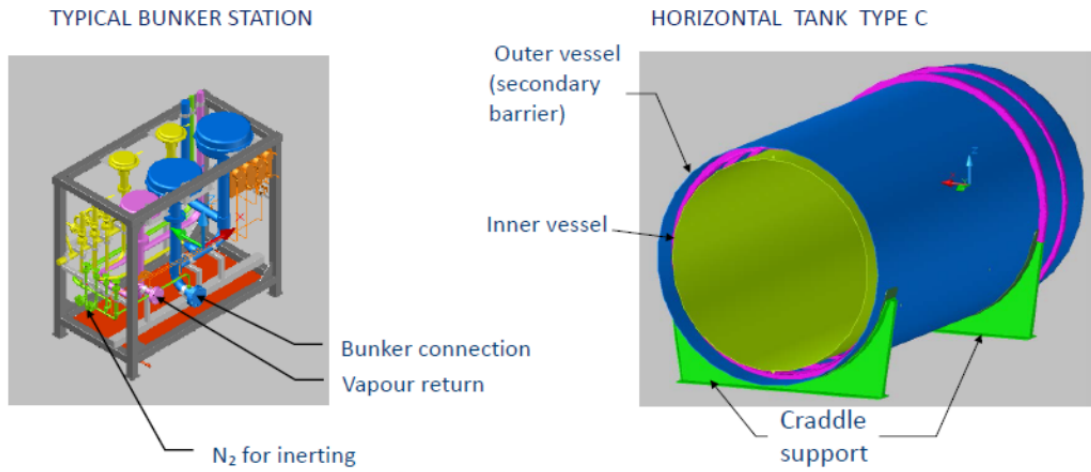 TYPICAL BUNKER STATION
Bunker connection
Vapour return
N₂ for inerting
HORIZONTAL TANK TYPE C
Outer vessel
(secondary
barrier)
Inner vessel
Craddle
support